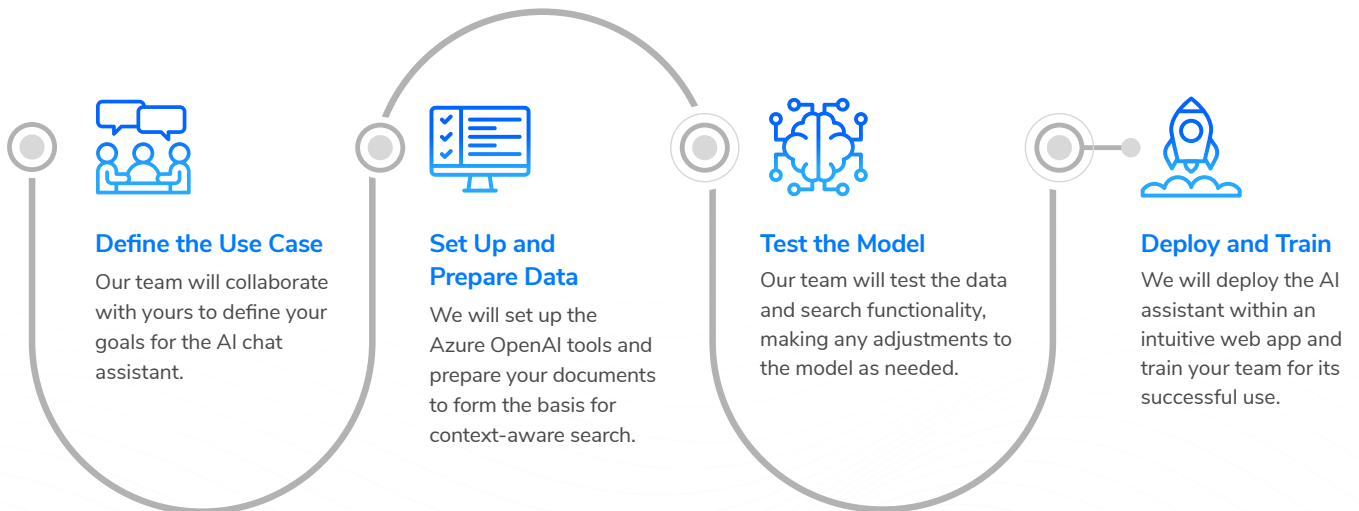 Define the Use Case
Our team will collaborate
with yours to define your
goals for the AI chat
assistant.
Set Up and
Prepare Data
We will set up the
Azure OpenAI tools and
prepare your documents
to form the basis for
context-aware search.
Test the Model
Our team will test the data
and search functionality,
making any adjustments to
the model as needed.
Deploy and Train
We will deploy the AI
assistant within an
intuitive web app and
train your team for its
successful use.